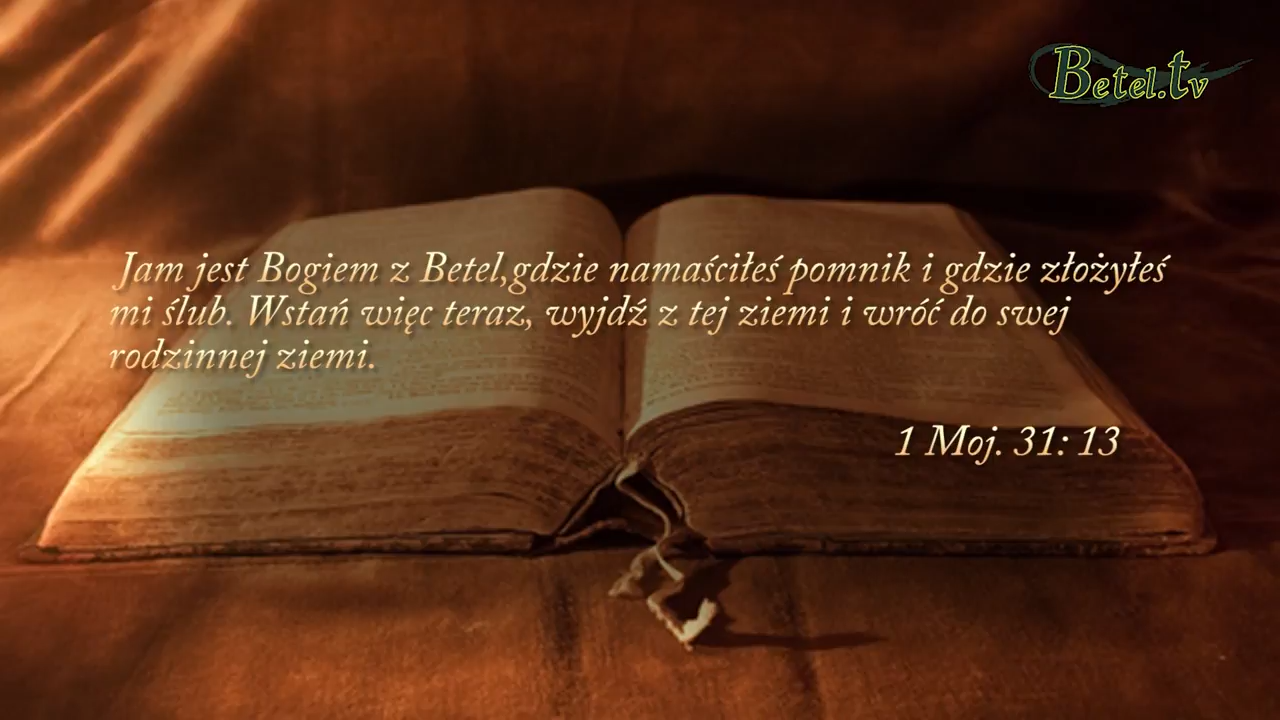 Betel.tv
Jam jest Bogiem z Betel,gdzie namaściłeś pomnik i gdzie złożyłeś
mi ślub. Wstań więc teraz, wyjdź z tej ziemi i wróć do swej
rodzinnej ziemi.
1 Moj. 31: 13